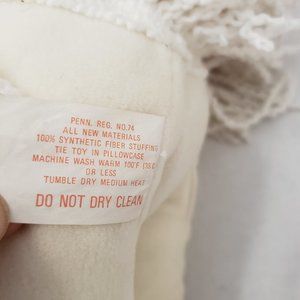 PENN. REG. NO. 74
ALL NEW MATERIALS
100% SYNTHETIC FIBER STUFFING
TIE TOY IN PILLOWCASE
MACHINE WASH WARM 100°F (38°C)
OR LESS
TUMBLE DRY MEDIUM HEAT
DO NOT DRY CLEAN